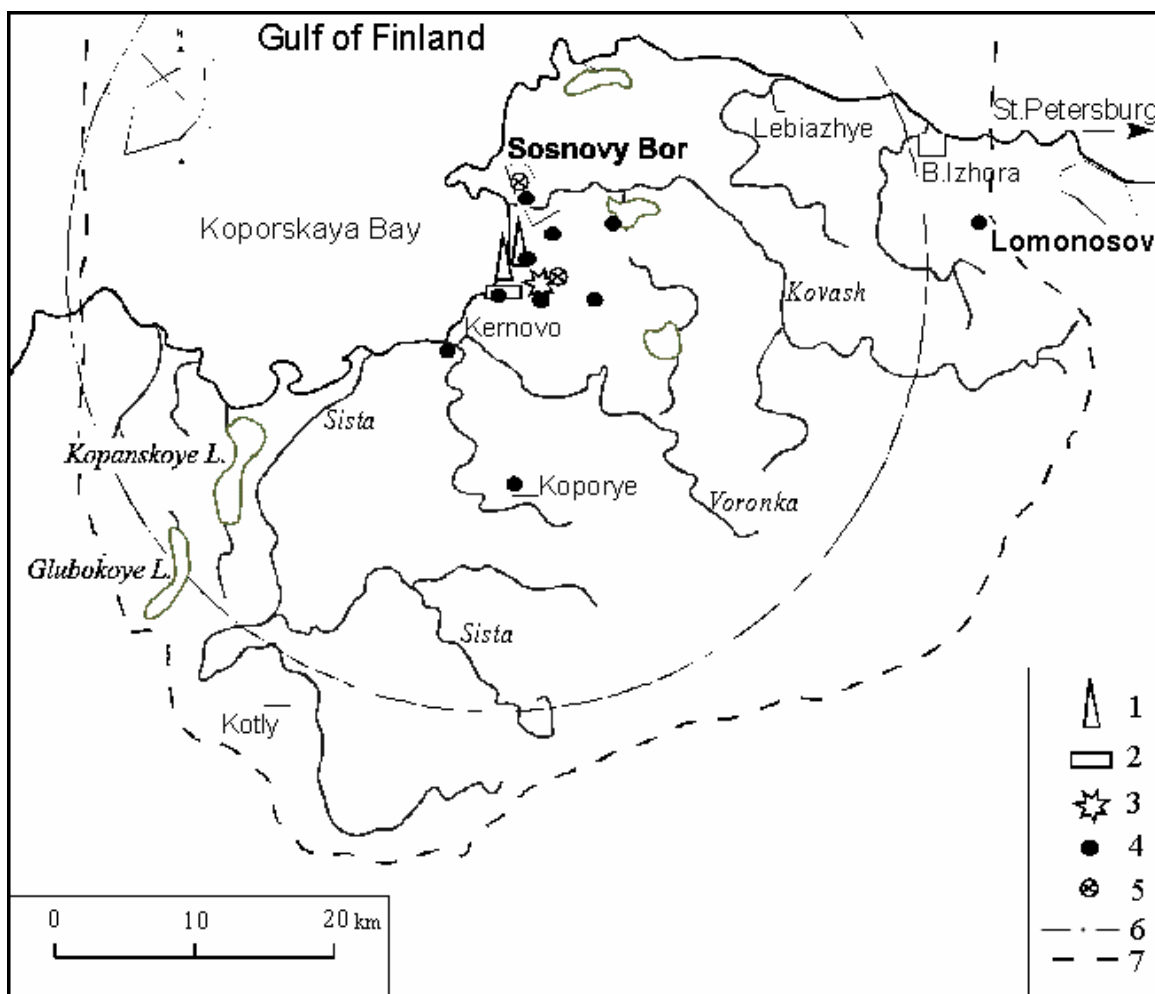 Gulf of Finland
St.Petersburg
Lebiazhye
Sosnovy Bor
B.Izhora
Koporskaya Bay
Lomonosov
Kovash
Kernovo
Sista
Kopanskoye L.
Koporye
Voronka
Glubokoye L.
Sista
Kotly
1
2
3
4
5
6
7
0 10 20 km